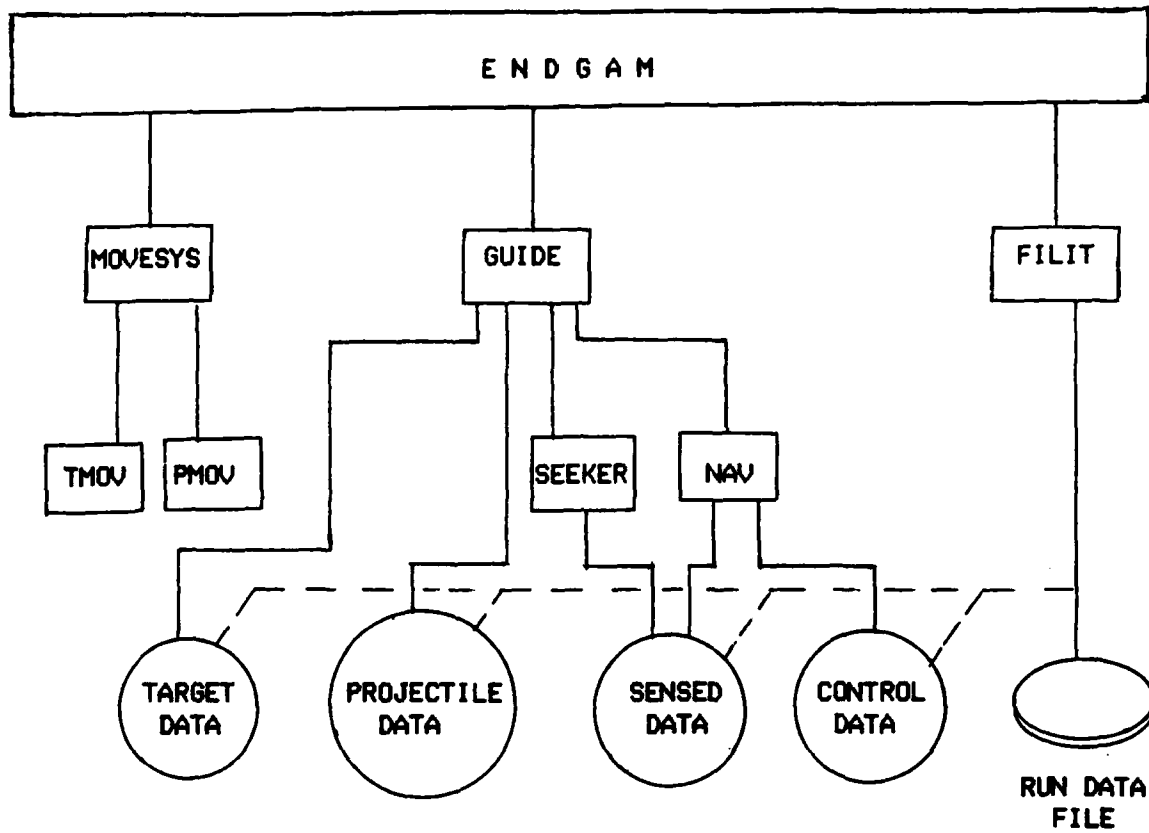 E N D G A M
MOVESYS
GUIDE
FILIT
TMOV
PMOV
SEEKER
NAV
TARGET
DATA
PROJECTILE
DATA
SENSED
DATA
CONTROL
DATA
RUN DATA
FILE